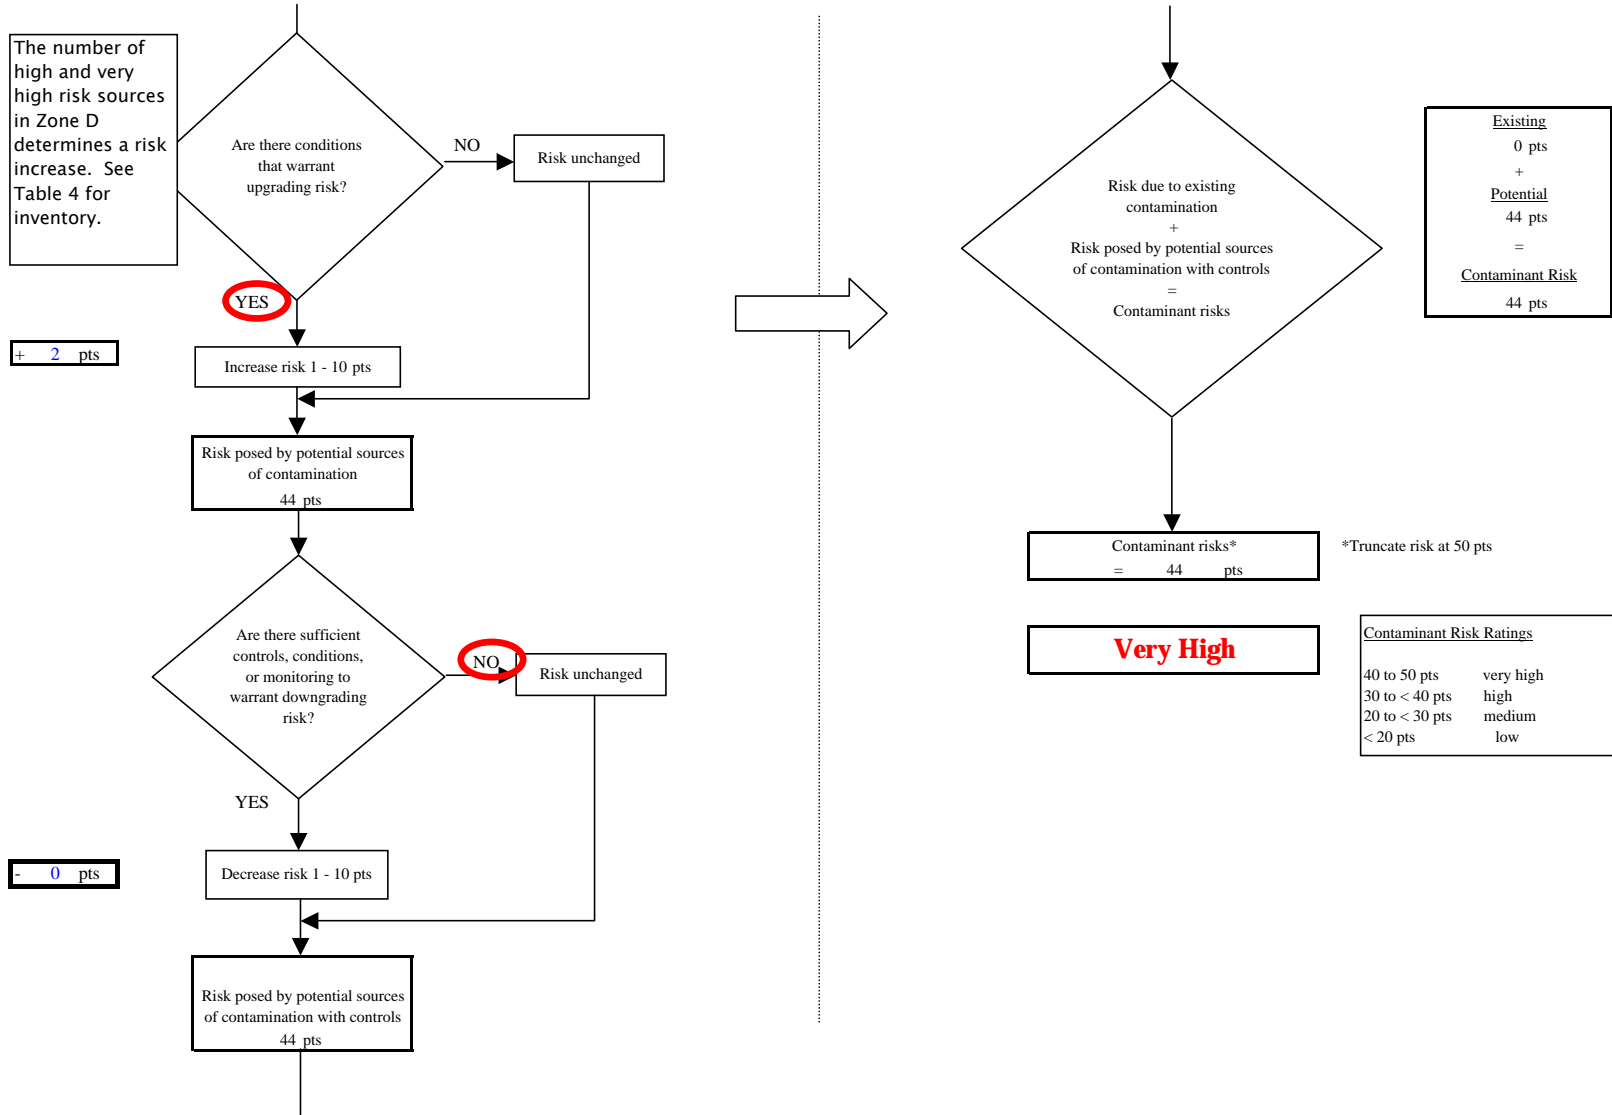 The number of
high and very
high risk sources
in Zone D
determines a risk
increase.  See
Table 4 for
inventory.
Are there conditions
that warrant
upgrading risk?
NO
Risk unchanged
YES
+ 2 pts
Increase risk 1 - 10 pts
Risk posed by potential sources
of contamination
44 pts
Are there sufficient
controls, conditions,
or monitoring to
warrant downgrading
risk?
NO
Risk unchanged
YES
- 0 pts
Decrease risk 1 - 10 pts
Risk posed by potential sources
of contamination with controls
44 pts
Risk due to existing
contamination
+
Risk posed by potential sources
of contamination with controls
=
Contaminant risks
Existing
0 pts
+
Potential
44 pts
=
Contaminant Risk
44 pts
Contaminant risks*
= 44 pts
*Truncate risk at 50 pts
Very High
Contaminant Risk Ratings
40 to 50 pts very high
30 to < 40 pts high
20 to < 30 pts medium
< 20 pts low